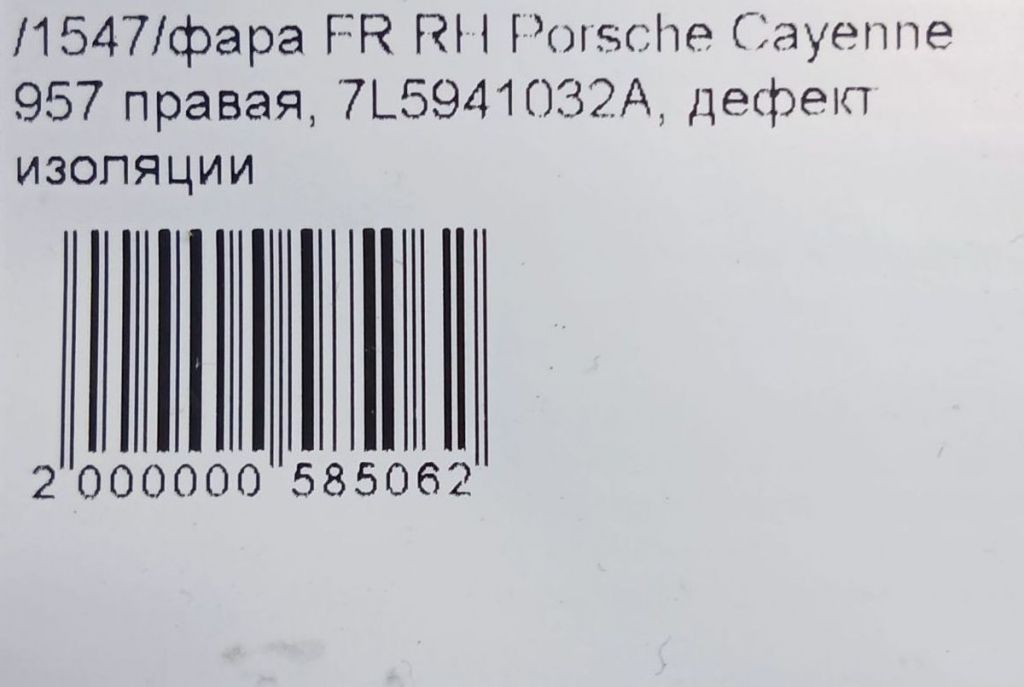 /1547/фара FR RH Porsche Cayenne
957 правая, 7L5941032A, дефект
изоляции
2 000000 585062